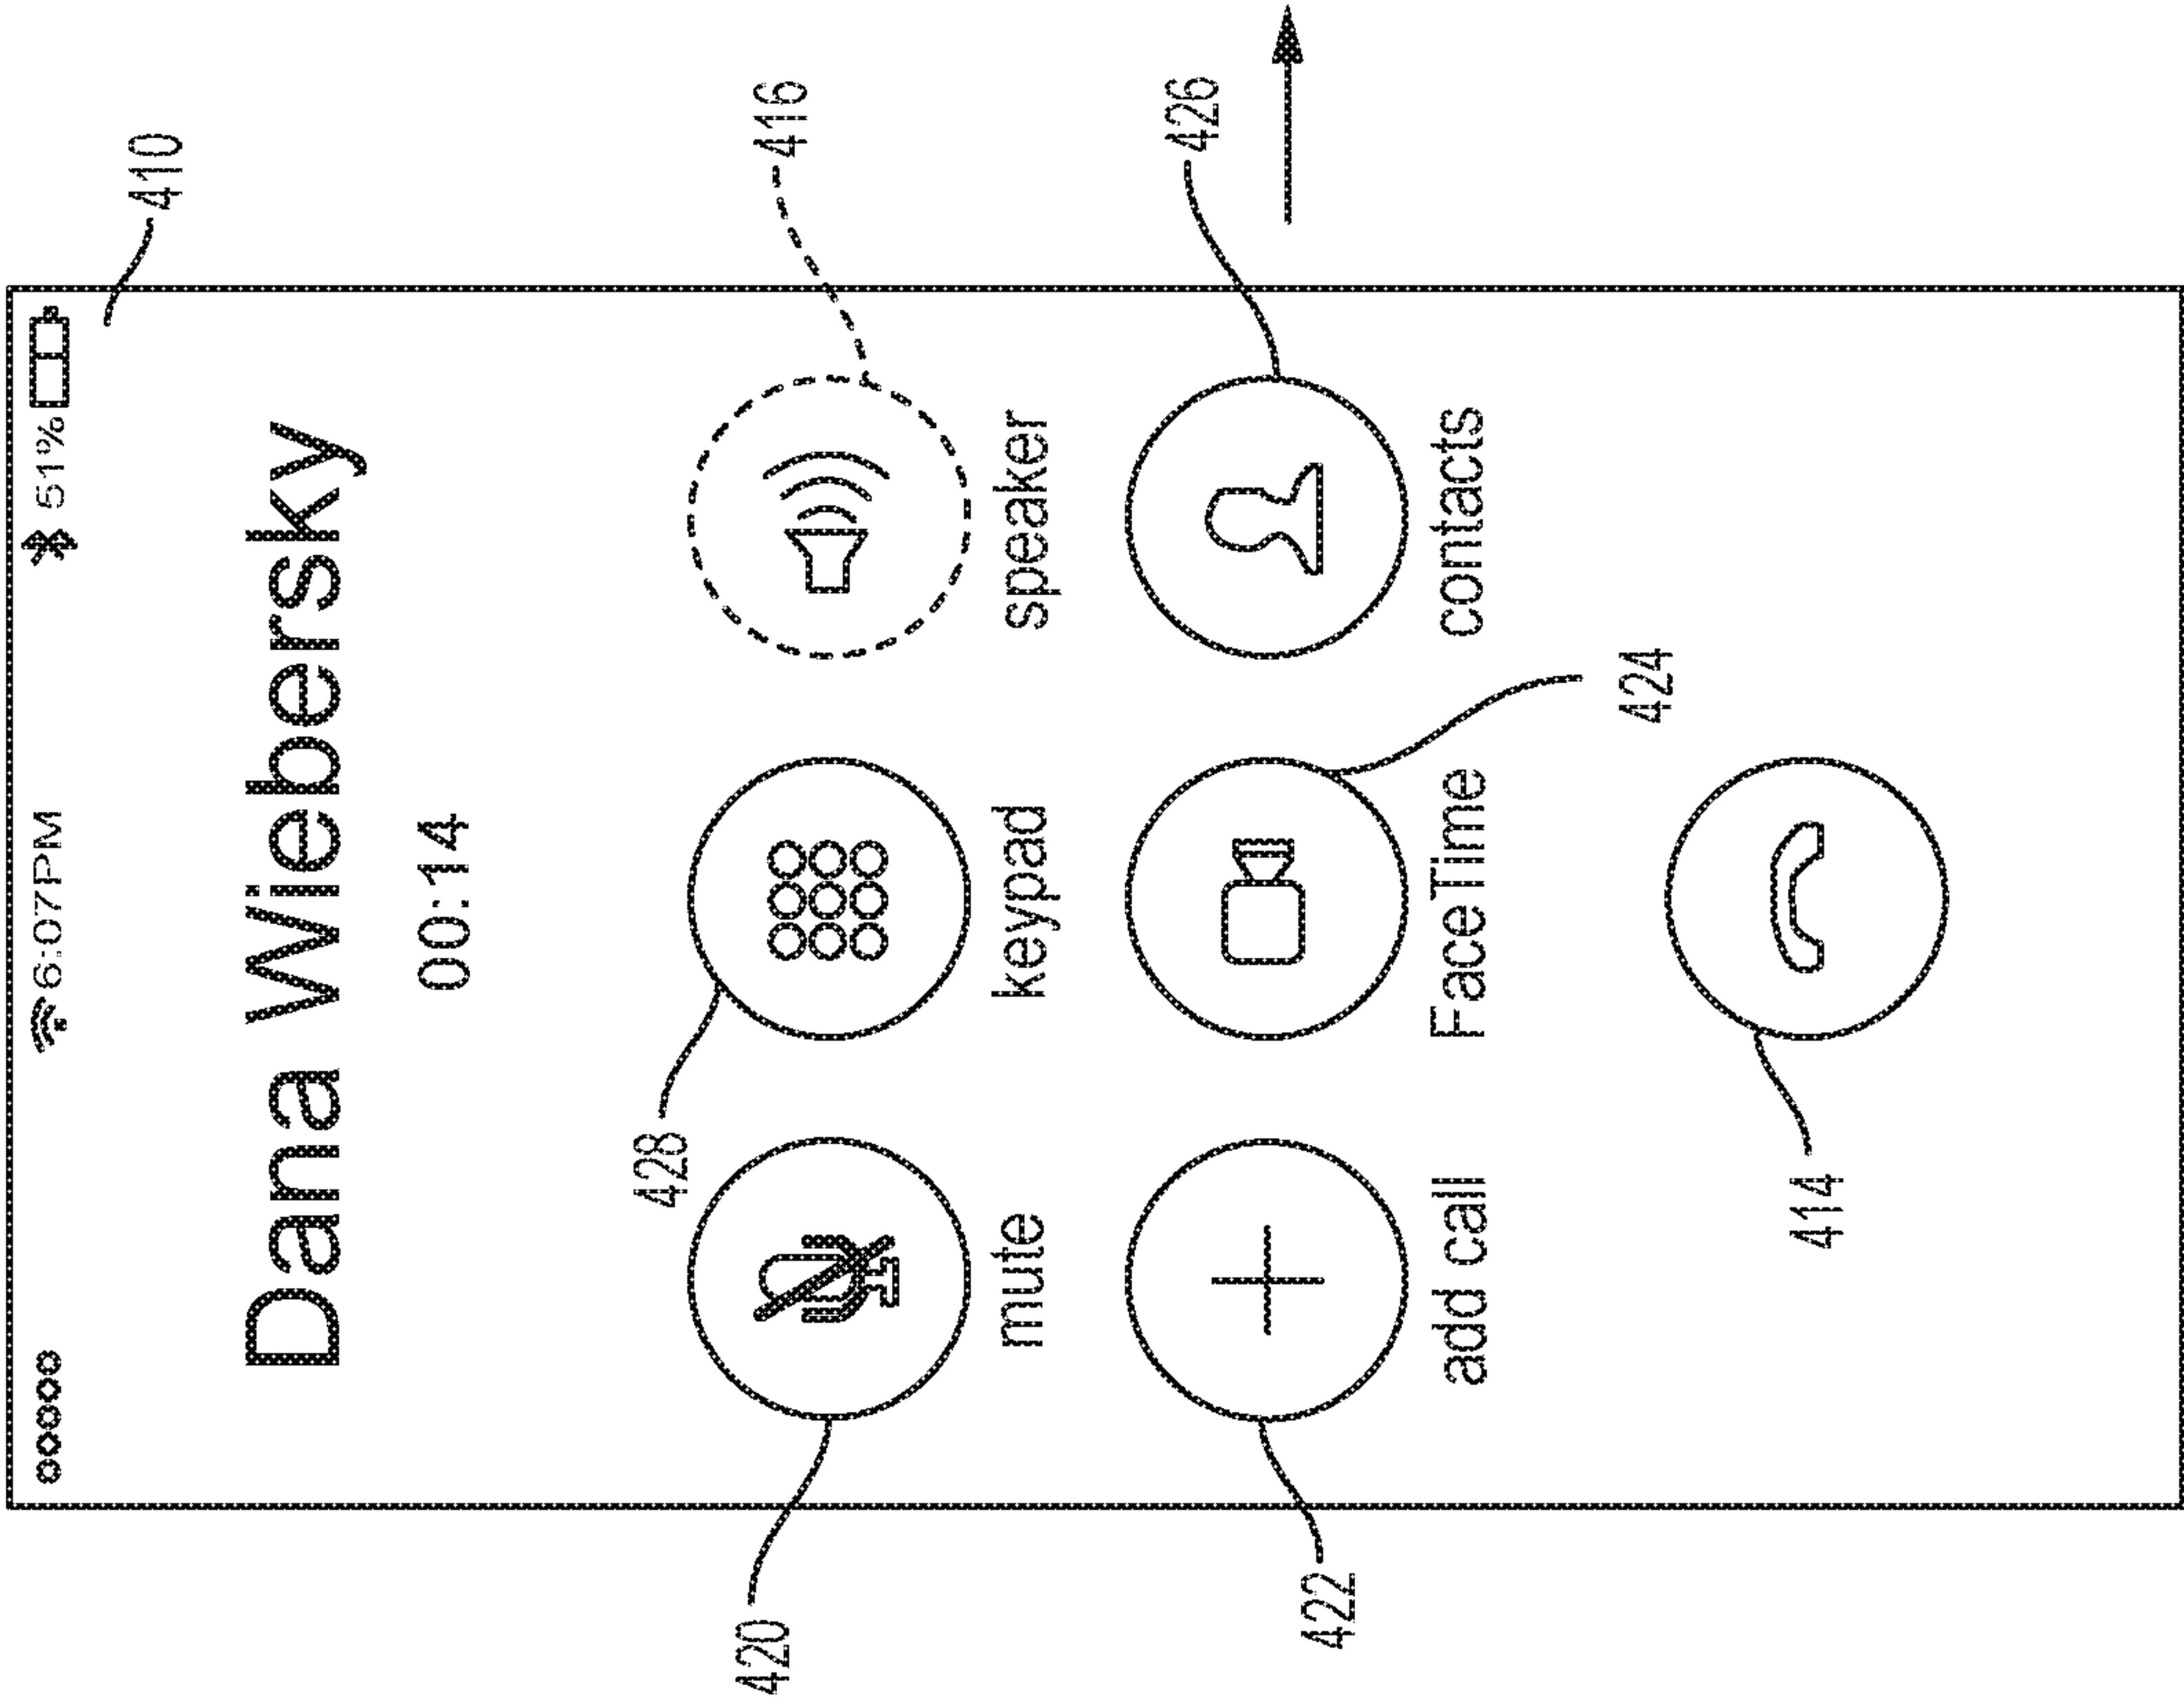 6:07PM 51%
410
Dana Wiebersky
00:14
428
420 416
mute keypad speaker
426
422
add call FaceTime contacts
424
414